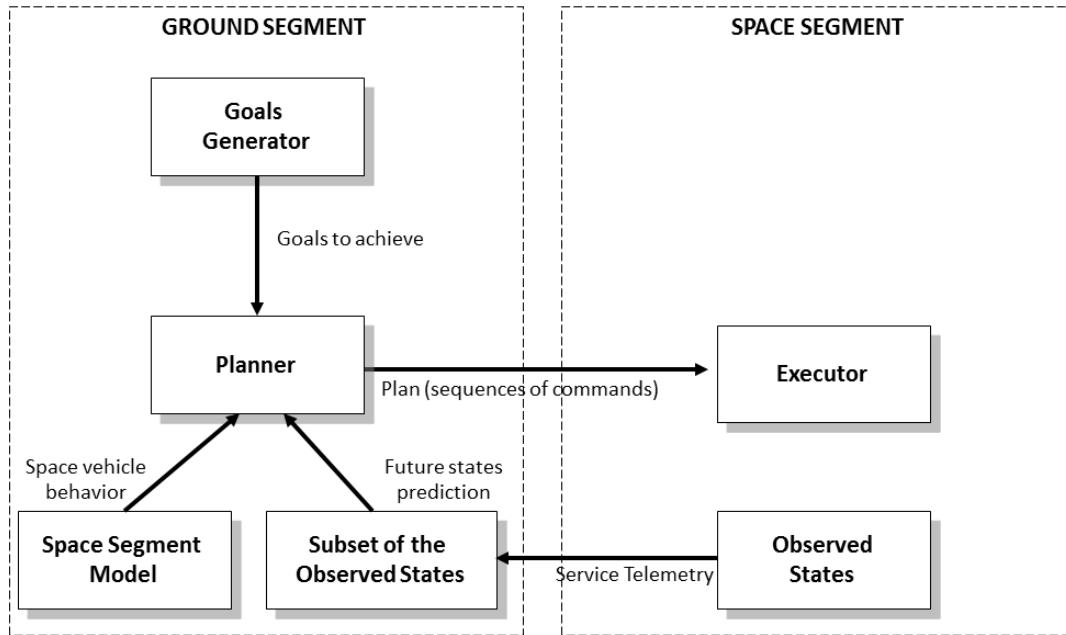 GROUND SEGMENT
SPACE SEGMENT
Goals
Generator
Goals to achieve
Planner
Plan (sequences of commands)
Executor
Space vehicle
behavior
Future states
prediction
Space Segment
Model
Subset of the
Observed States
Service Telemetry
Observed
States